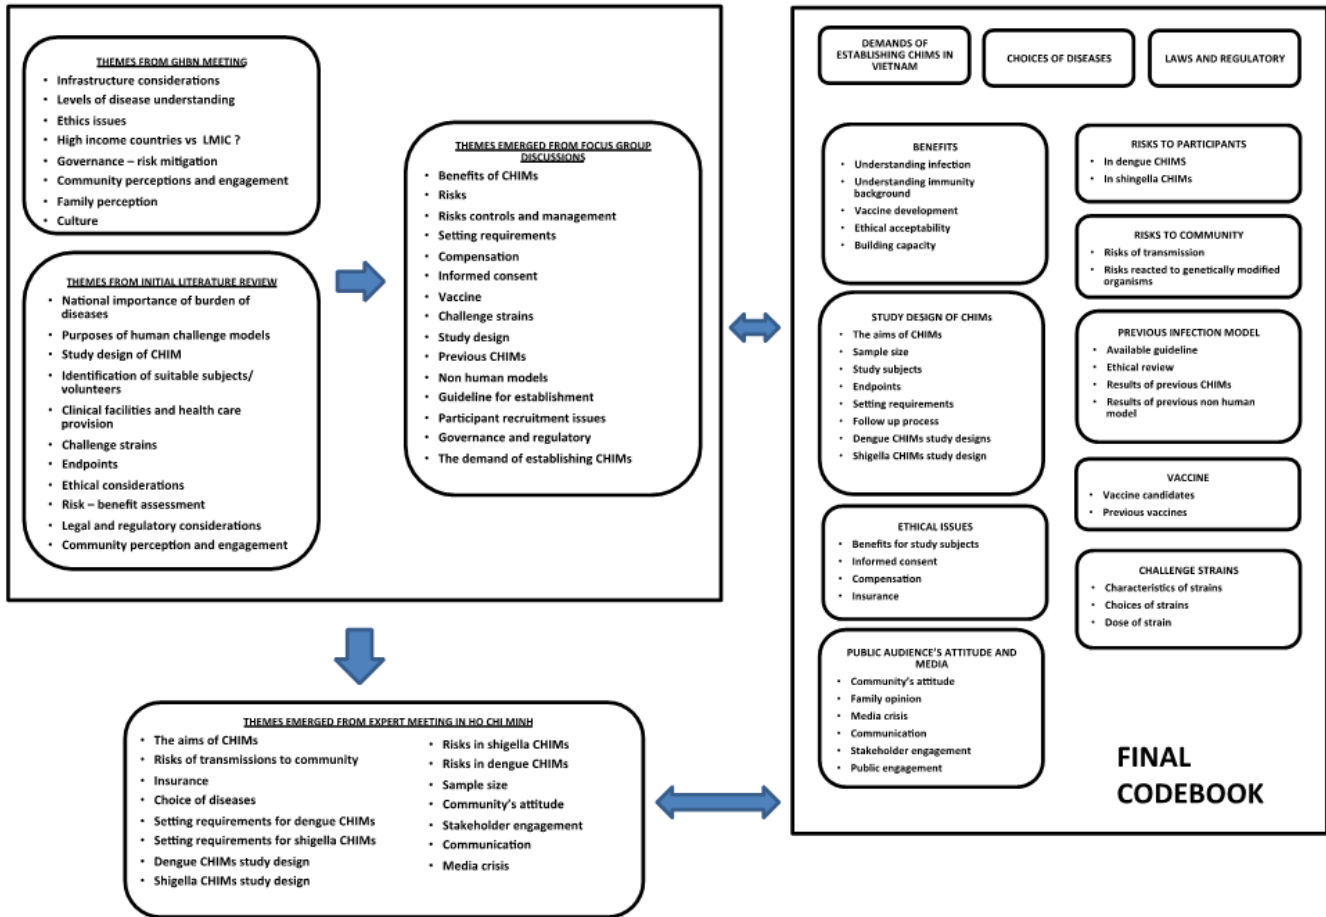 THEMES FROM GHBN MEETING
• Infrastructure considerations
• Levels of disease understanding
• Ethics issues
• High income countries vs LMIC ?
• Governance – risk mitigation
• Community perceptions and engagement
• Family perception
• Culture
THEMES FROM INITIAL LITERATURE REVIEW
• National importance of burden of
diseases
• Purposes of human challenge models
• Study design of CHIM
• Identification of suitable subjects/
volunteers
• Clinical facilities and health care
provision
• Challenge strains
• Endpoints
• Ethical considerations
• Risk – benefit assessment
• Legal and regulatory considerations
• Community perception and engagement
THEMES EMERGED FROM FOCUS GROUP
DISCUSSIONS
• Benefits of CHIMs
• Risks
• Risks controls and management
• Setting requirements
• Compensation
• Informed consent
• Vaccine
• Challenge strains
• Study design
• Previous CHIMs
• Non human models
• Guideline for establishment
• Participant recruitment issues
• Governance and regulatory
• The demand of establishing CHIMs
THEMES EMERGED FROM EXPERT MEETING IN HO CHI MINH
• The aims of CHIMs
• Risks of transmissions to community
• Insurance
• Choice of diseases
• Setting requirements for dengue CHIMs
• Setting requirements for shigella CHIMs
• Dengue CHIMs study design
• Shigella CHIMs study design
• Risks in shigella CHIMs
• Risks in dengue CHIMs
• Sample size
• Community's attitude
• Stakeholder engagement
• Communication
• Media crisis
DEMANDS OF
ESTABLISHING CHIMS IN
VIETNAM
CHOICES OF DISEASES
LAWS AND REGULATORY
BENEFITS
• Understanding infection
• Understanding immunity
background
• Vaccine development
• Ethical acceptability
• Building capacity
STUDY DESIGN OF CHIMs
• The aims of CHIMs
• Sample size
• Study subjects
• Endpoints
• Setting requirements
• Follow up process
• Dengue CHIMs study designs
• Shigella CHIMs study design
ETHICAL ISSUES
• Benefits for study subjects
• Informed consent
• Compensation
• Insurance
PUBLIC AUDIENCE'S ATTITUDE AND
MEDIA
• Community's attitude
• Family opinion
• Media crisis
• Communication
• Stakeholder engagement
• Public engagement
RISKS TO PARTICIPANTS
• In dengue CHIMS
• In shingella CHIMs
RISKS TO COMMUNITY
• Risks of transmission
• Risks reacted to genetically modified
organisms
PREVIOUS INFECTION MODEL
• Available guideline
• Ethical review
• Results of previous CHIMs
• Results of previous non human
model
VACCINE
• Vaccine candidates
• Previous vaccines
CHALLENGE STRAINS
• Characteristics of strains
• Choices of strains
• Dose of strain
FINAL
CODEBOOK